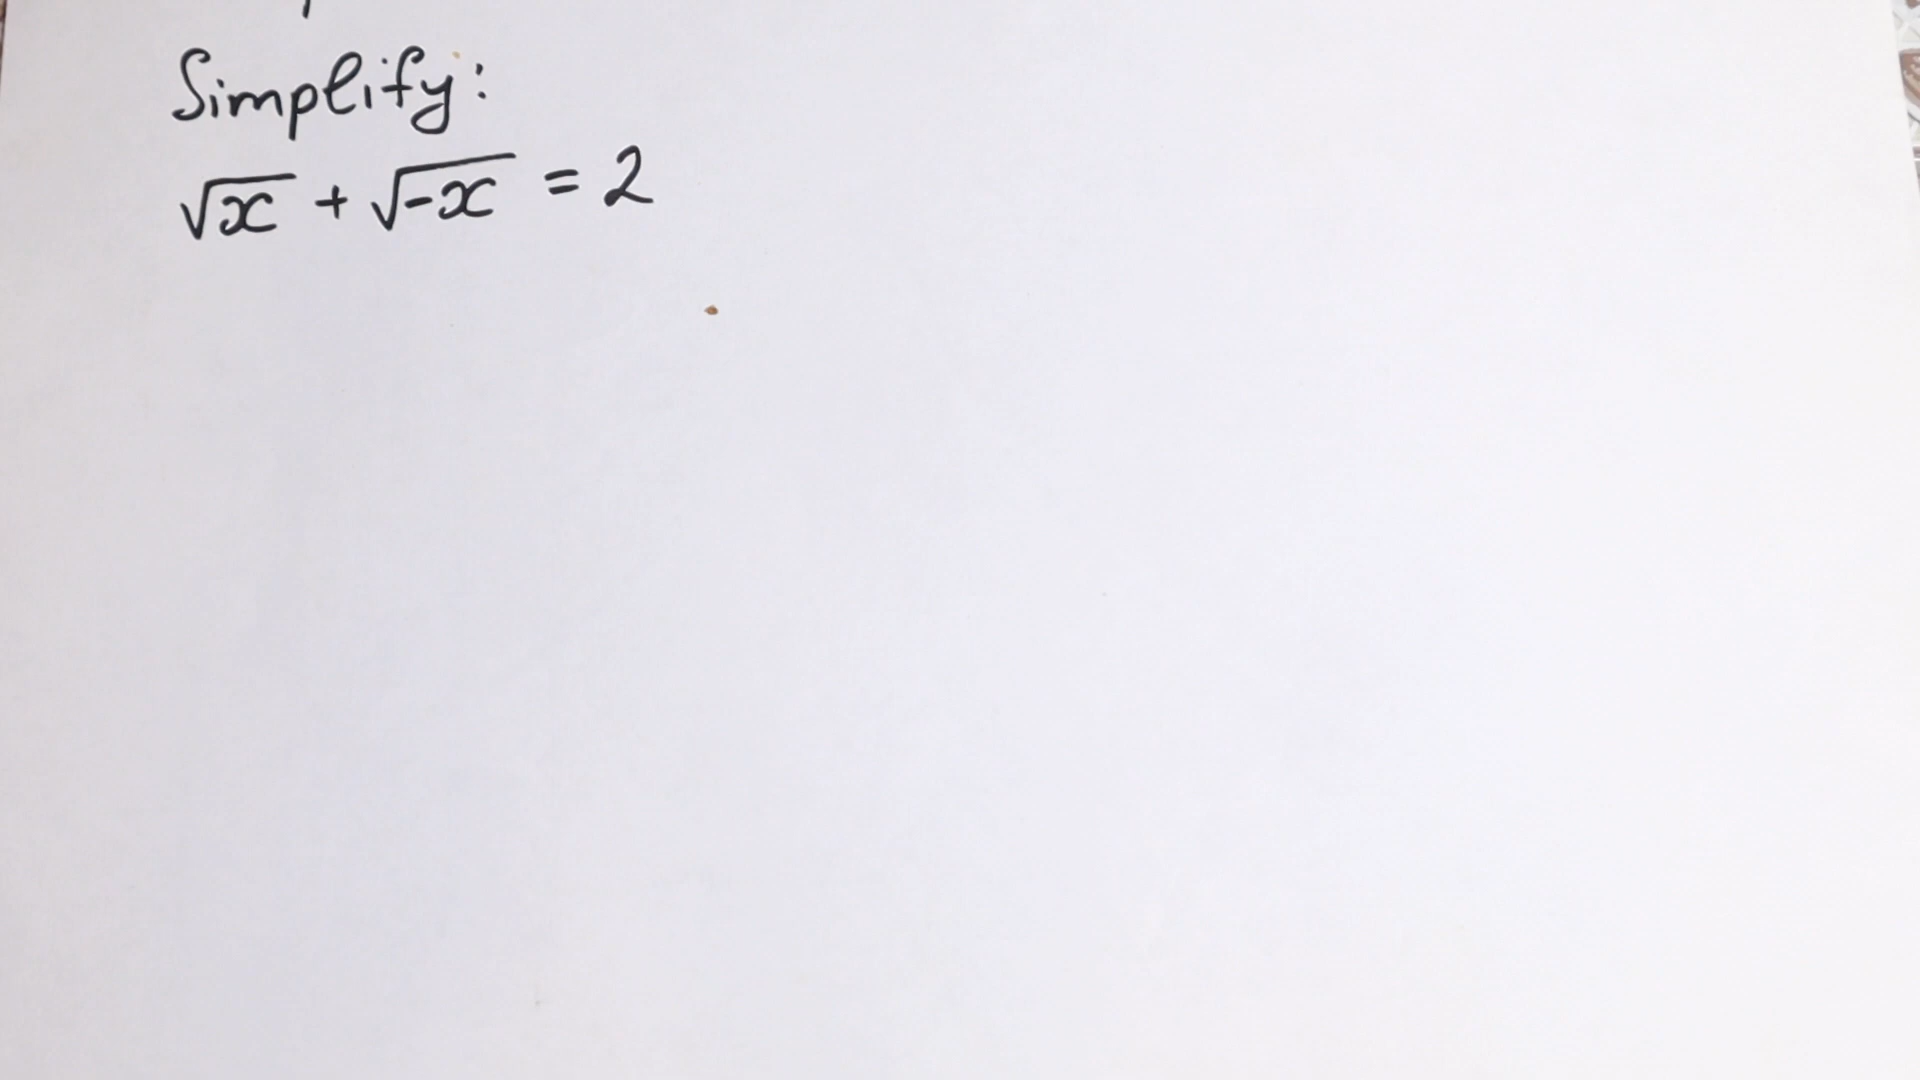 Simplify:
√x + √-x = 2